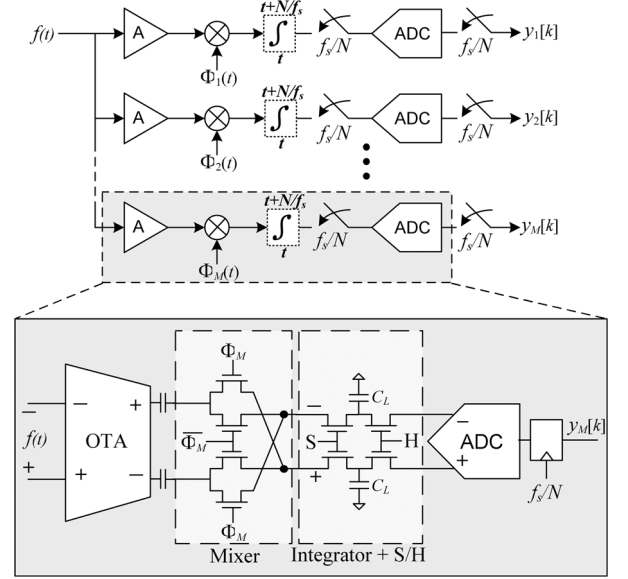 t+N/fs
f(t) A ∫ fs/N ADC fs/N y1[k]
Φ1(t) t
t+N/fs
A ∫ fs/N ADC fs/N y2[k]
Φ2(t) t
t+N/fs
A ∫ fs/N ADC fs/N yM[k]
ΦM(t) t
ΦM
− − + − CL −
f(t) OTA Φ̅M S H ADC yM[k]
+ + − + CL +
fs/N
ΦM
Mixer Integrator + S/H